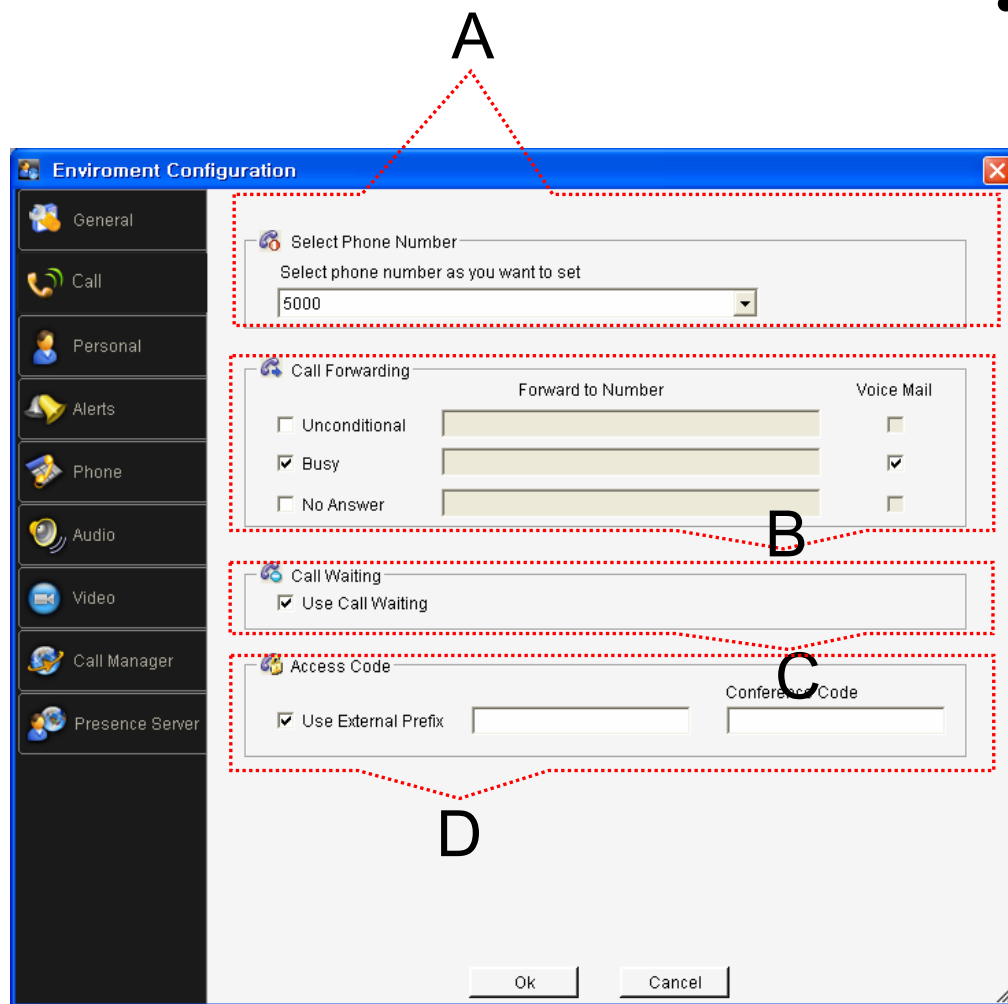 A
Enviroment Configuration
General
Call
Personal
Alerts
Phone
Audio
Video
Call Manager
Presence Server
Select Phone Number
Select phone number as you want to set
5000
Call Forwarding
Forward to Number Voice Mail
Unconditional
Busy
No Answer
B
Call Waiting
Use Call Waiting
C
Access Code
Conference Code
Use External Prefix
D
Ok Cancel